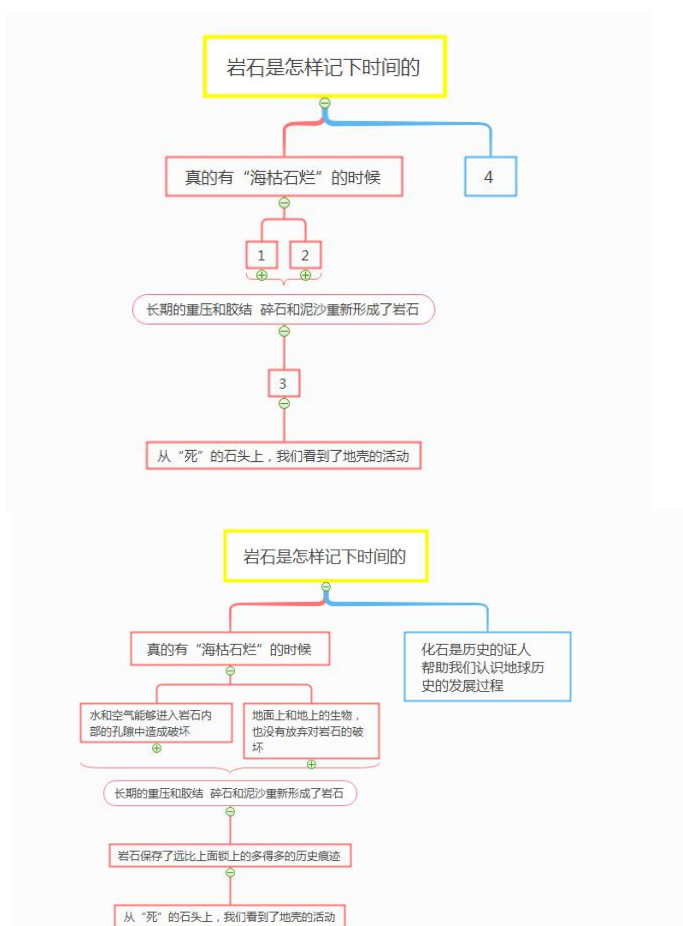 岩石是怎样记下时间的
真的有“海枯石烂”的时候
4
1
2
长期的重压和胶结 碎石和泥沙重新形成了岩石
3
从“死”的石头上，我们看到了地壳的活动
岩石是怎样记下时间的
真的有“海枯石烂”的时候
化石是历史的证人
帮助我们认识地球历
史的发展过程
水和空气能够进入岩石内
部的孔隙中造成破坏
地面上和地上的生物，
也没有放弃对岩石的破
坏
长期的重压和胶结 碎石和泥沙重新形成了岩石
岩石保存了远比上面锁上的多得多的历史痕迹
从“死”的石头上，我们看到了地壳的活动